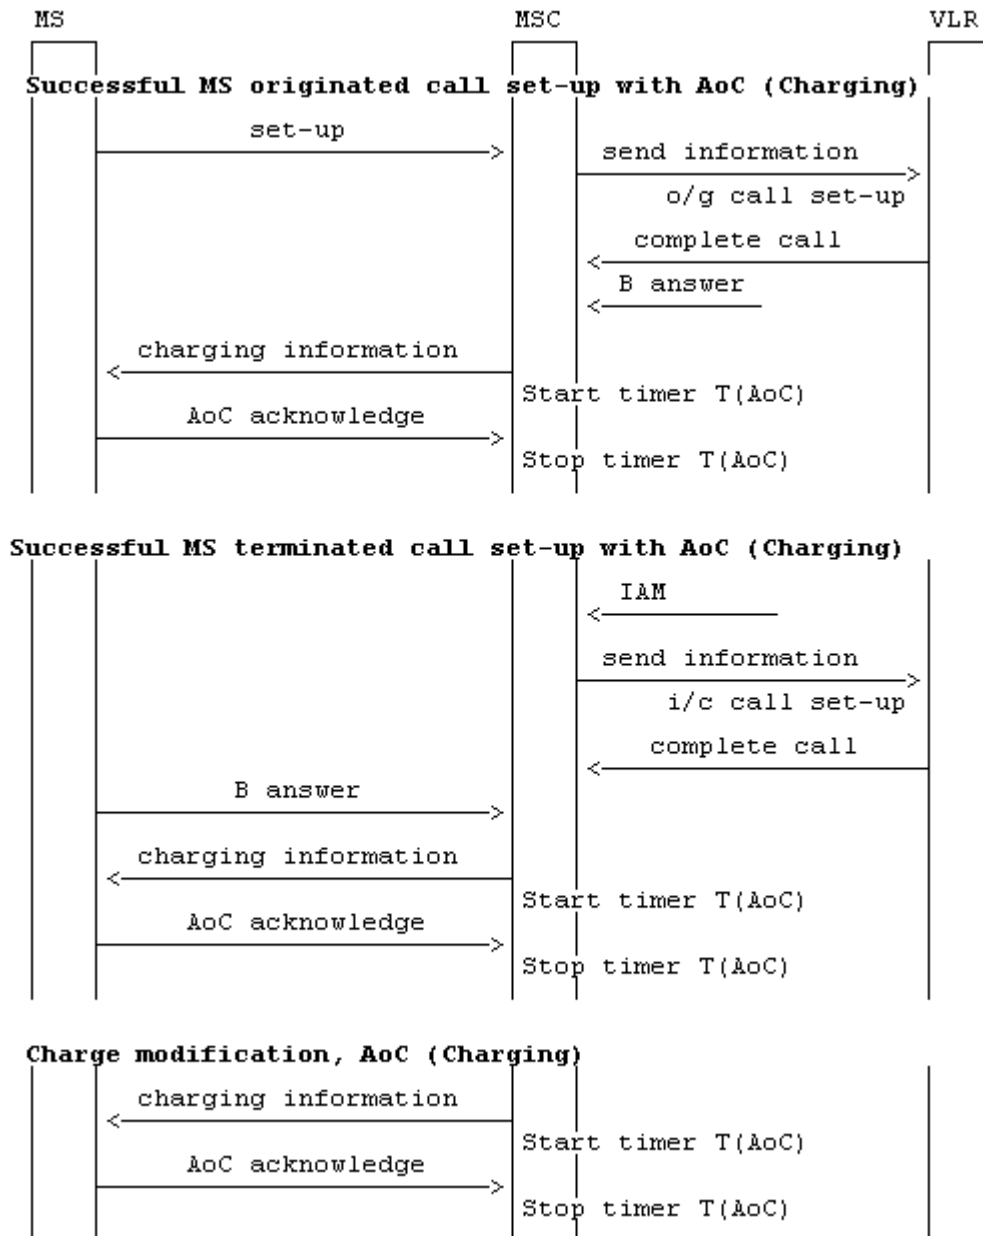 MS MSC VLR
Successful MS originated call set-up with AoC (Charging)
set-up
send information
o/g call set-up
complete call
B answer
charging information
Start timer T(AoC)
AoC acknowledge
Stop timer T(AoC)
Successful MS terminated call set-up with AoC (Charging)
IAM
send information
i/c call set-up
complete call
B answer
charging information
Start timer T(AoC)
AoC acknowledge
Stop timer T(AoC)
Charge modification, AoC (Charging)
charging information
Start timer T(AoC)
AoC acknowledge
Stop timer T(AoC)